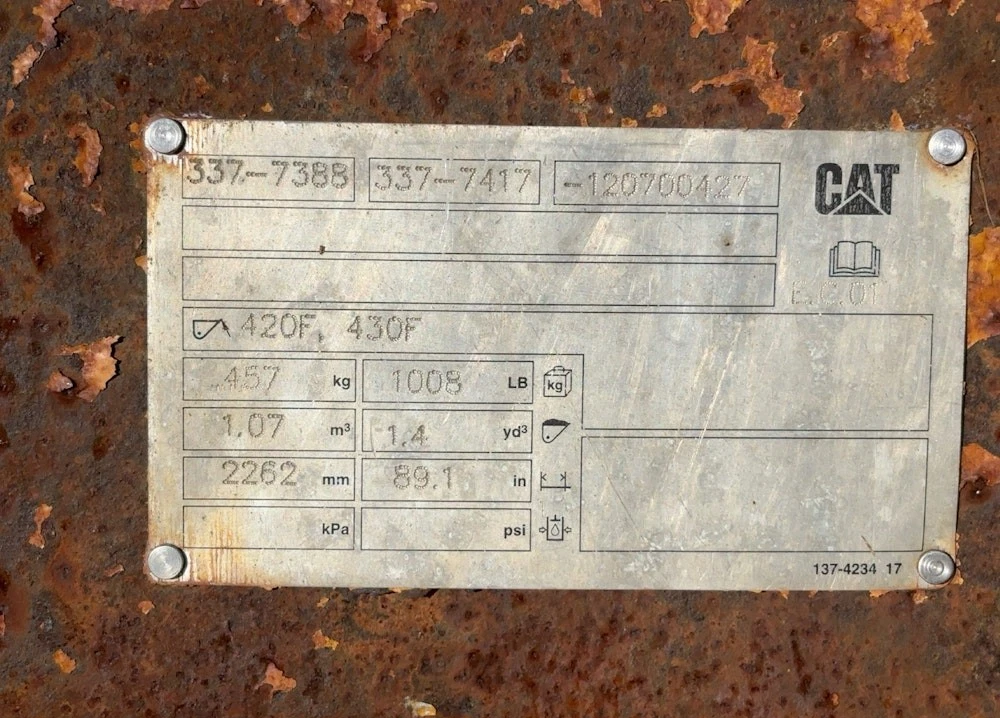 337-7388 337-7417 -120700427
CAT
E.C.01
420F, 430F
457 kg 1008 LB kg
1.07 m³ 1.4 yd³
2262 mm 89.1 in
kPa psi
137-4234 17